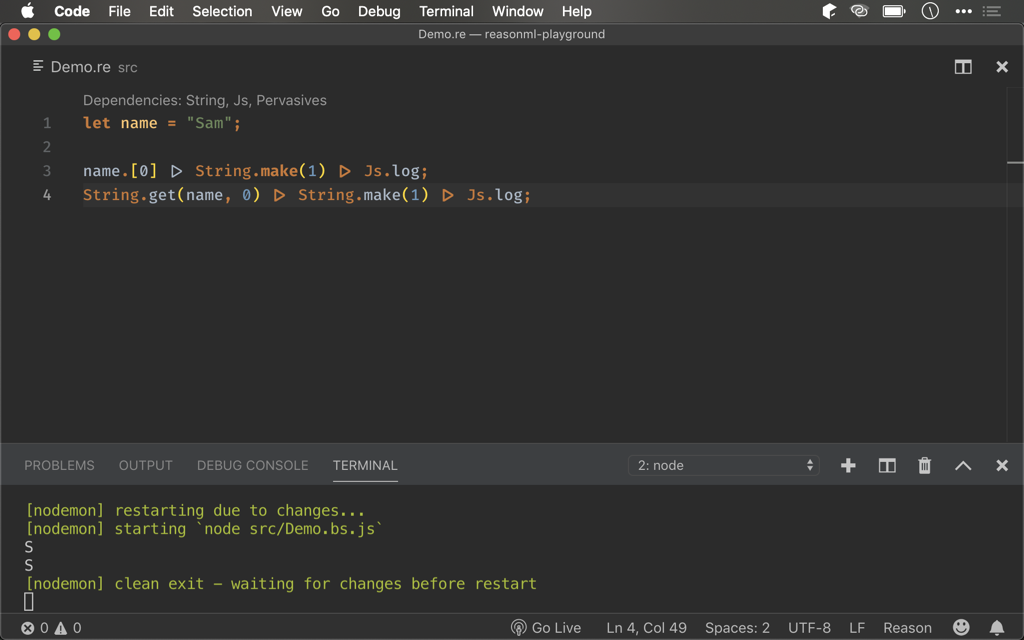 Code File Edit Selection View Go Debug Terminal Window Help
Demo.re — reasonml-playground
Demo.re src
Dependencies: String, Js, Pervasives
1 let name = "Sam";
2
3 name.[0] |> String.make(1) |> Js.log;
4 String.get(name, 0) |> String.make(1) |> Js.log;
PROBLEMS OUTPUT DEBUG CONSOLE TERMINAL 2: node
[nodemon] restarting due to changes...
[nodemon] starting `node src/Demo.bs.js`
S
S
[nodemon] clean exit - waiting for changes before restart
0 0 Go Live Ln 4, Col 49 Spaces: 2 UTF-8 LF Reason